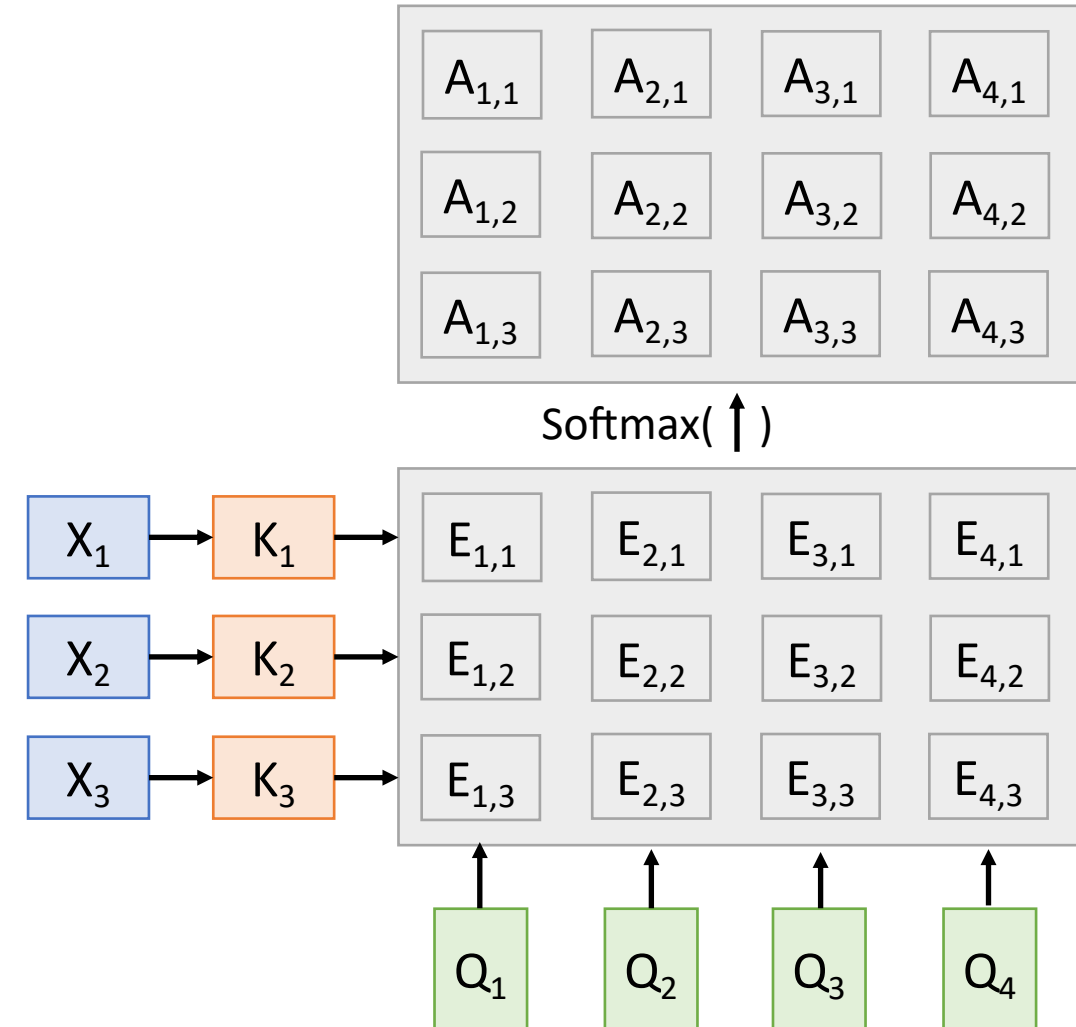 A1,1 A2,1 A3,1 A4,1
A1,2 A2,2 A3,2 A4,2
A1,3 A2,3 A3,3 A4,3
Softmax( ↑ )
X1 K1 E1,1 E2,1 E3,1 E4,1
X2 K2 E1,2 E2,2 E3,2 E4,2
X3 K3 E1,3 E2,3 E3,3 E4,3
Q1 Q2 Q3 Q4